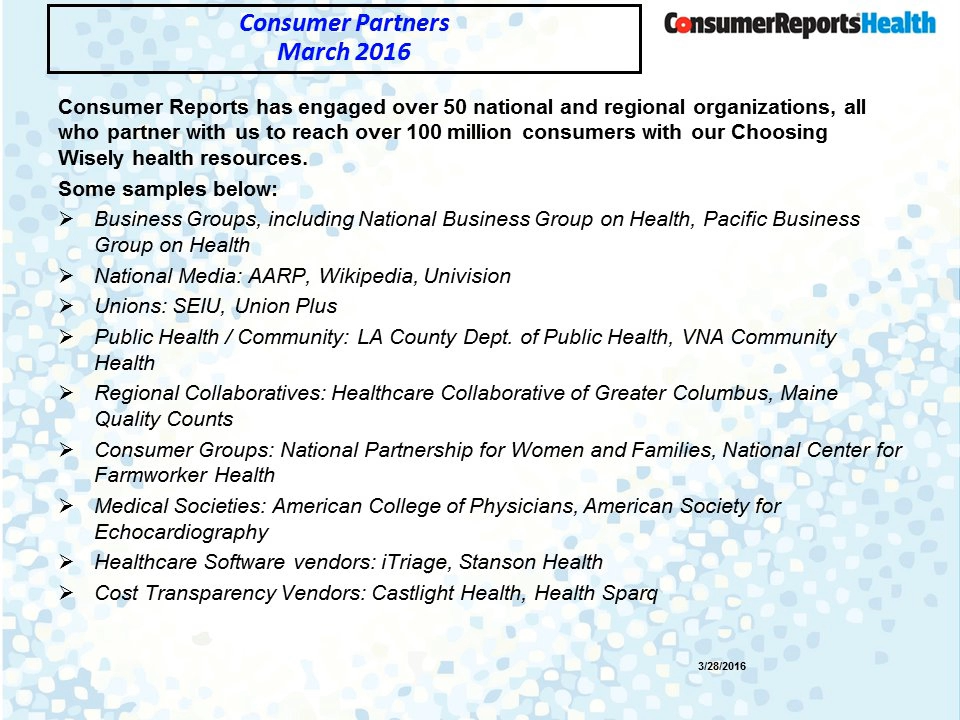 Consumer Partners
March 2016
ConsumerReportsHealth
Consumer Reports has engaged over 50 national and regional organizations, all
who partner with us to reach over 100 million consumers with our Choosing
Wisely health resources.
Some samples below:
➢ Business Groups, including National Business Group on Health, Pacific Business
Group on Health
➢ National Media: AARP, Wikipedia, Univision
➢ Unions: SEIU, Union Plus
➢ Public Health / Community: LA County Dept. of Public Health, VNA Community
Health
➢ Regional Collaboratives: Healthcare Collaborative of Greater Columbus, Maine
Quality Counts
➢ Consumer Groups: National Partnership for Women and Families, National Center for
Farmworker Health
➢ Medical Societies: American College of Physicians, American Society for
Echocardiography
➢ Healthcare Software vendors: iTriage, Stanson Health
➢ Cost Transparency Vendors: Castlight Health, Health Sparq
3/28/2016